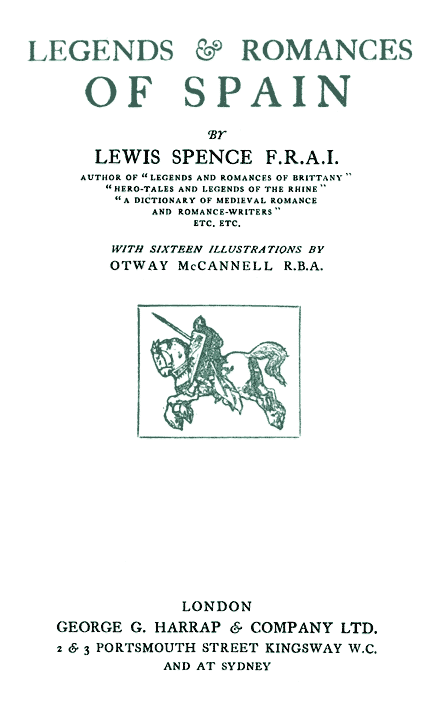 LEGENDS & ROMANCES
OF SPAIN
BY
LEWIS SPENCE F.R.A.I.
AUTHOR OF “LEGENDS AND ROMANCES OF BRITTANY”
“HERO-TALES AND LEGENDS OF THE RHINE”
“A DICTIONARY OF MEDIEVAL ROMANCE
AND ROMANCE-WRITERS”
ETC. ETC.
WITH SIXTEEN ILLUSTRATIONS BY
OTWAY McCANNELL R.B.A.
LONDON
GEORGE G. HARRAP & COMPANY LTD.
2 & 3 PORTSMOUTH STREET KINGSWAY W.C.
AND AT SYDNEY